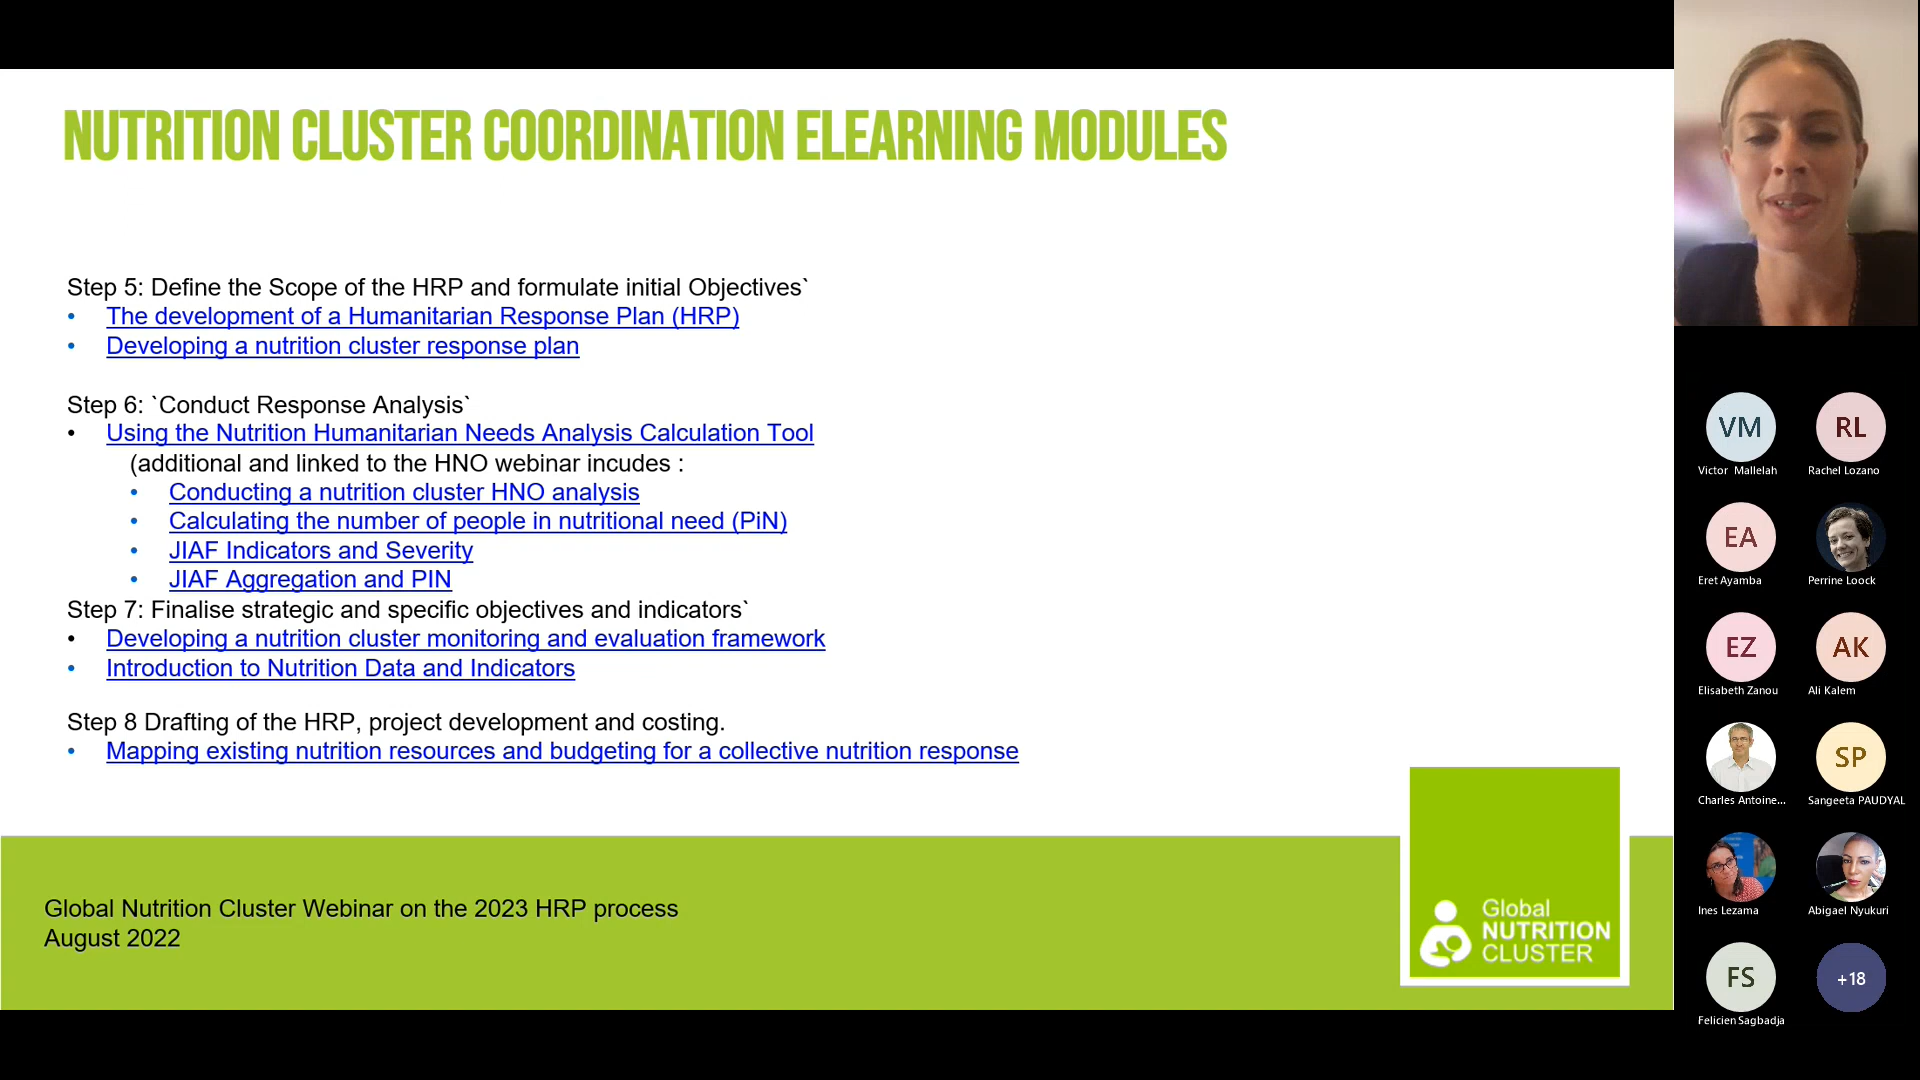 NUTRITION CLUSTER COORDINATION ELEARNING MODULES
Step 5: Define the Scope of the HRP and formulate initial Objectives`
• The development of a Humanitarian Response Plan (HRP)
• Developing a nutrition cluster response plan
Step 6: `Conduct Response Analysis`
• Using the Nutrition Humanitarian Needs Analysis Calculation Tool
(additional and linked to the HNO webinar incudes :
• Conducting a nutrition cluster HNO analysis
• Calculating the number of people in nutritional need (PiN)
• JIAF Indicators and Severity
• JIAF Aggregation and PIN
Step 7: Finalise strategic and specific objectives and indicators`
• Developing a nutrition cluster monitoring and evaluation framework
• Introduction to Nutrition Data and Indicators
Step 8 Drafting of the HRP, project development and costing.
• Mapping existing nutrition resources and budgeting for a collective nutrition response
Global Nutrition Cluster Webinar on the 2023 HRP process
August 2022
Global
NUTRITION
CLUSTER
VM
Victor Mallelah
RL
Rachel Lozano
EA
Eret Ayamba
Perrine Loock
EZ
Elisabeth Zanou
AK
Ali Kalem
Charles Antoine...
SP
Sangeeta PAUDYAL
Ines Lezama
Abigael Nyukuri
FS
Felicien Sagbadja
+18